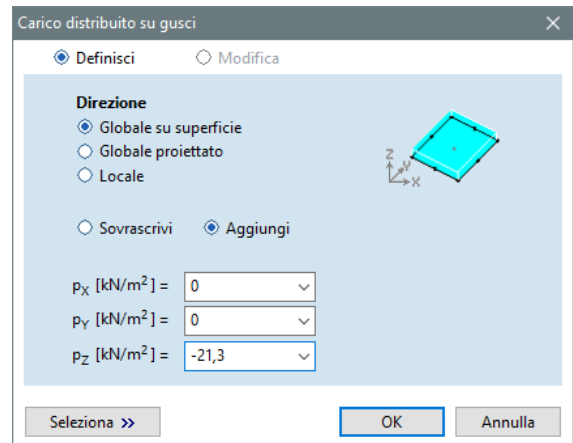 Carico distribuito su gusci
Definisci Modifica
Direzione
Globale su superficie
Globale proiettato
Locale
Z
Y
X
Sovrascrivi Aggiungi
pX [kN/m²] = 0
pY [kN/m²] = 0
pZ [kN/m²] = -21,3
Seleziona >> OK Annulla